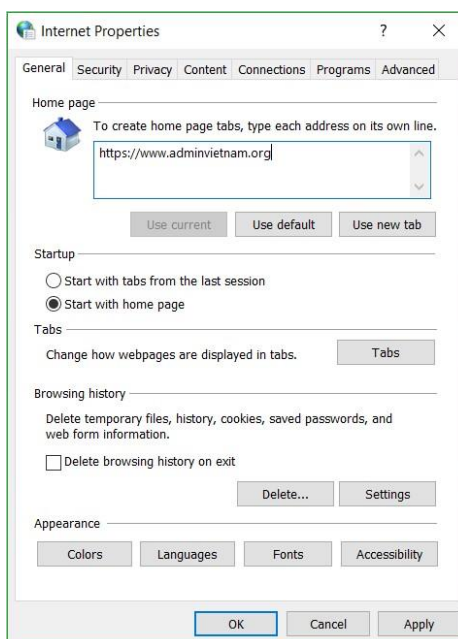 Internet Properties ?
General Security Privacy Content Connections Programs Advanced
Home page
To create home page tabs, type each address on its own line.
https://www.adminvietnam.org
Use current Use default Use new tab
Startup
Start with tabs from the last session
Start with home page
Tabs
Change how webpages are displayed in tabs. Tabs
Browsing history
Delete temporary files, history, cookies, saved passwords, and
web form information.
Delete browsing history on exit
Delete... Settings
Appearance
Colors Languages Fonts Accessibility
OK Cancel Apply